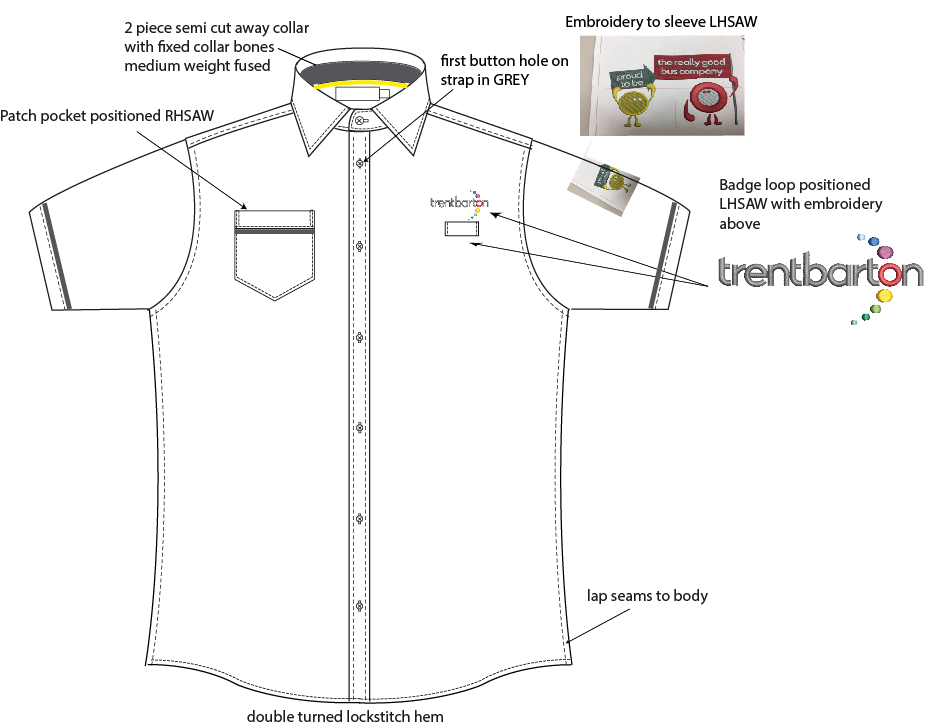 2 piece semi cut away collar
with fixed collar bones
medium weight fused
Embroidery to sleeve LHSAW
first button hole on
strap in GREY
proud
to be
the really good
bus company
Patch pocket positioned RHSAW
Badge loop positioned
LHSAW with embroidery
above
trentbarton
trentbarton
lap seams to body
double turned lockstitch hem